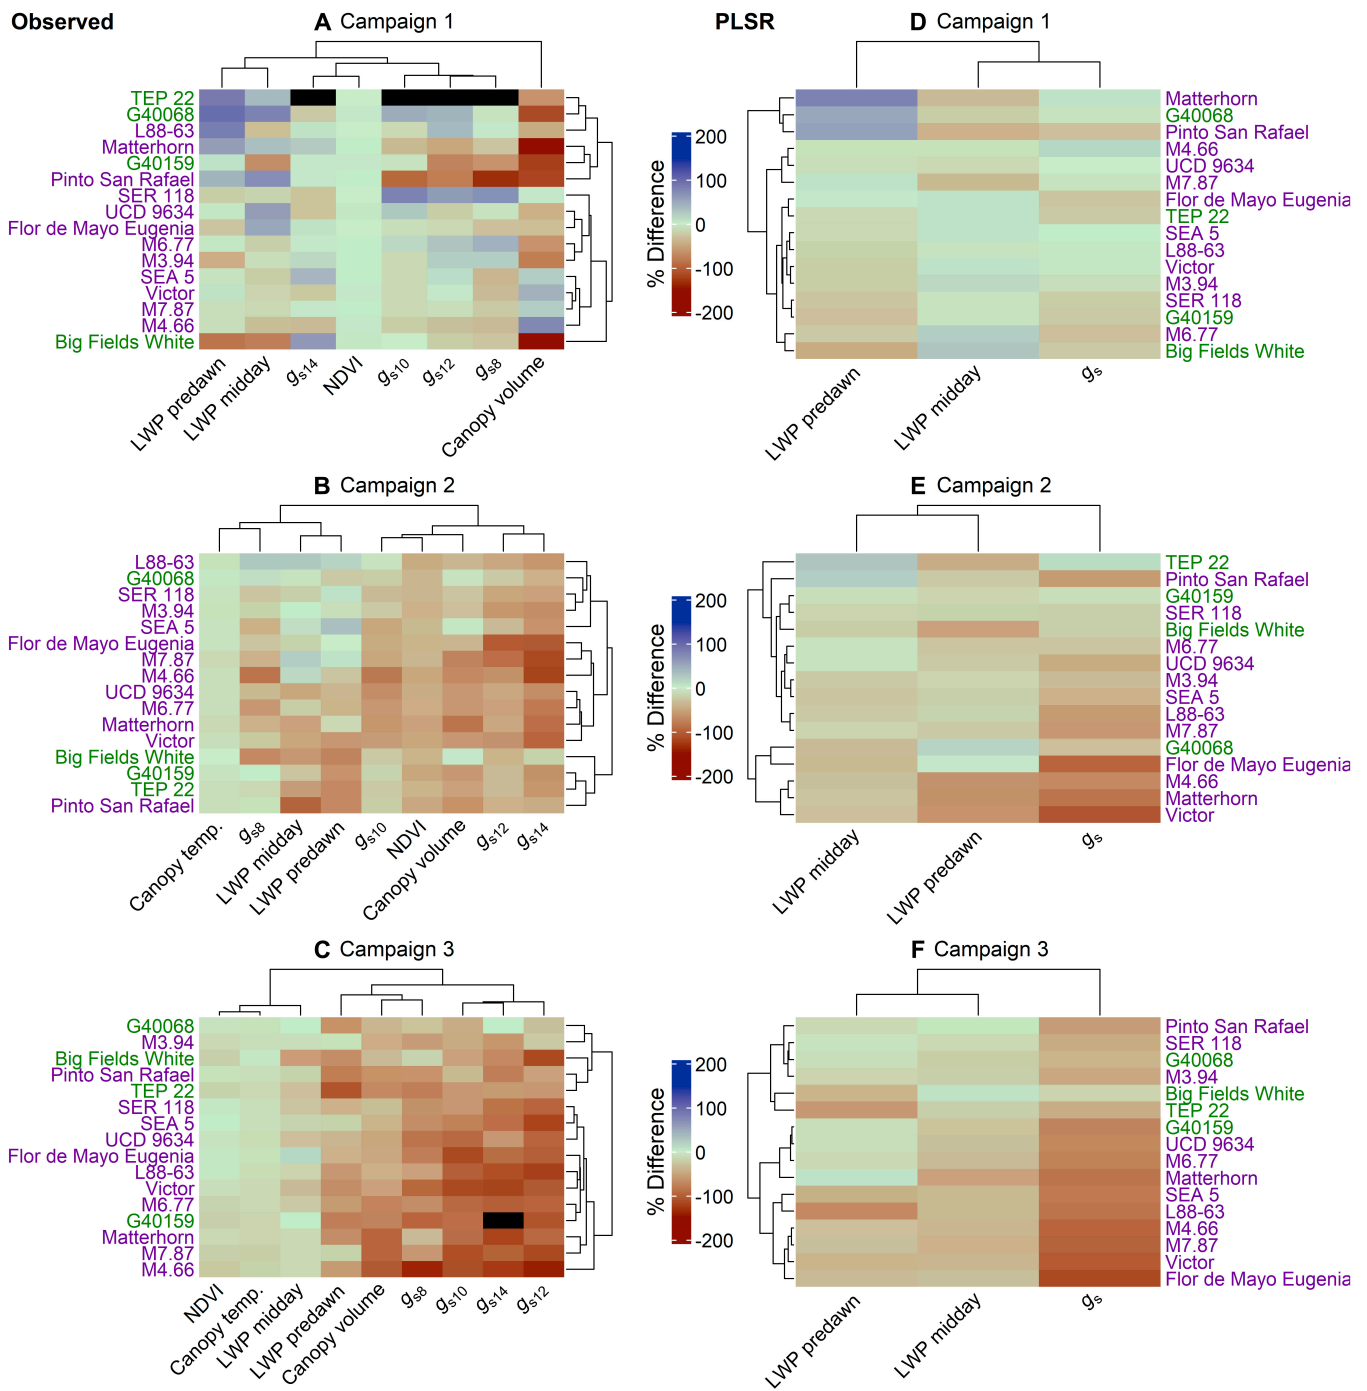 Observed
A Campaign 1
TEP 22
G40068
L88-63
Matterhorn
G40159
Pinto San Rafael
SER 118
UCD 9634
Flor de Mayo Eugenia
M6.77
M3.94
SEA 5
Victor
M7.87
M4.66
Big Fields White
LWP predawn
LWP midday
gs14
NDVI
gs10
gs12
gs8
Canopy volume
% Difference
200
100
0
-100
-200
PLSR
D Campaign 1
Matterhorn
G40068
Pinto San Rafael
M4.66
UCD 9634
M7.87
Flor de Mayo Eugenia
TEP 22
SEA 5
L88-63
Victor
M3.94
SER 118
G40159
M6.77
Big Fields White
LWP predawn
LWP midday
gs
B Campaign 2
L88-63
G40068
SER 118
M3.94
SEA 5
Flor de Mayo Eugenia
M7.87
M4.66
UCD 9634
M6.77
Matterhorn
Victor
Big Fields White
G40159
TEP 22
Pinto San Rafael
Canopy temp.
gs8
LWP midday
LWP predawn
gs10
NDVI
Canopy volume
gs12
gs14
% Difference
200
100
0
-100
-200
E Campaign 2
TEP 22
Pinto San Rafael
G40159
SER 118
Big Fields White
M6.77
UCD 9634
M3.94
SEA 5
L88-63
M7.87
G40068
Flor de Mayo Eugenia
M4.66
Matterhorn
Victor
LWP midday
LWP predawn
gs
C Campaign 3
G40068
M3.94
Big Fields White
Pinto San Rafael
TEP 22
SER 118
SEA 5
UCD 9634
Flor de Mayo Eugenia
L88-63
Victor
M6.77
G40159
Matterhorn
M7.87
M4.66
NDVI
Canopy temp.
LWP midday
LWP predawn
Canopy volume
gs8
gs10
gs14
gs12
% Difference
200
100
0
-100
-200
F Campaign 3
Pinto San Rafael
SER 118
G40068
M3.94
Big Fields White
TEP 22
G40159
UCD 9634
M6.77
Matterhorn
SEA 5
L88-63
M4.66
M7.87
Victor
Flor de Mayo Eugenia
LWP predawn
LWP midday
gs